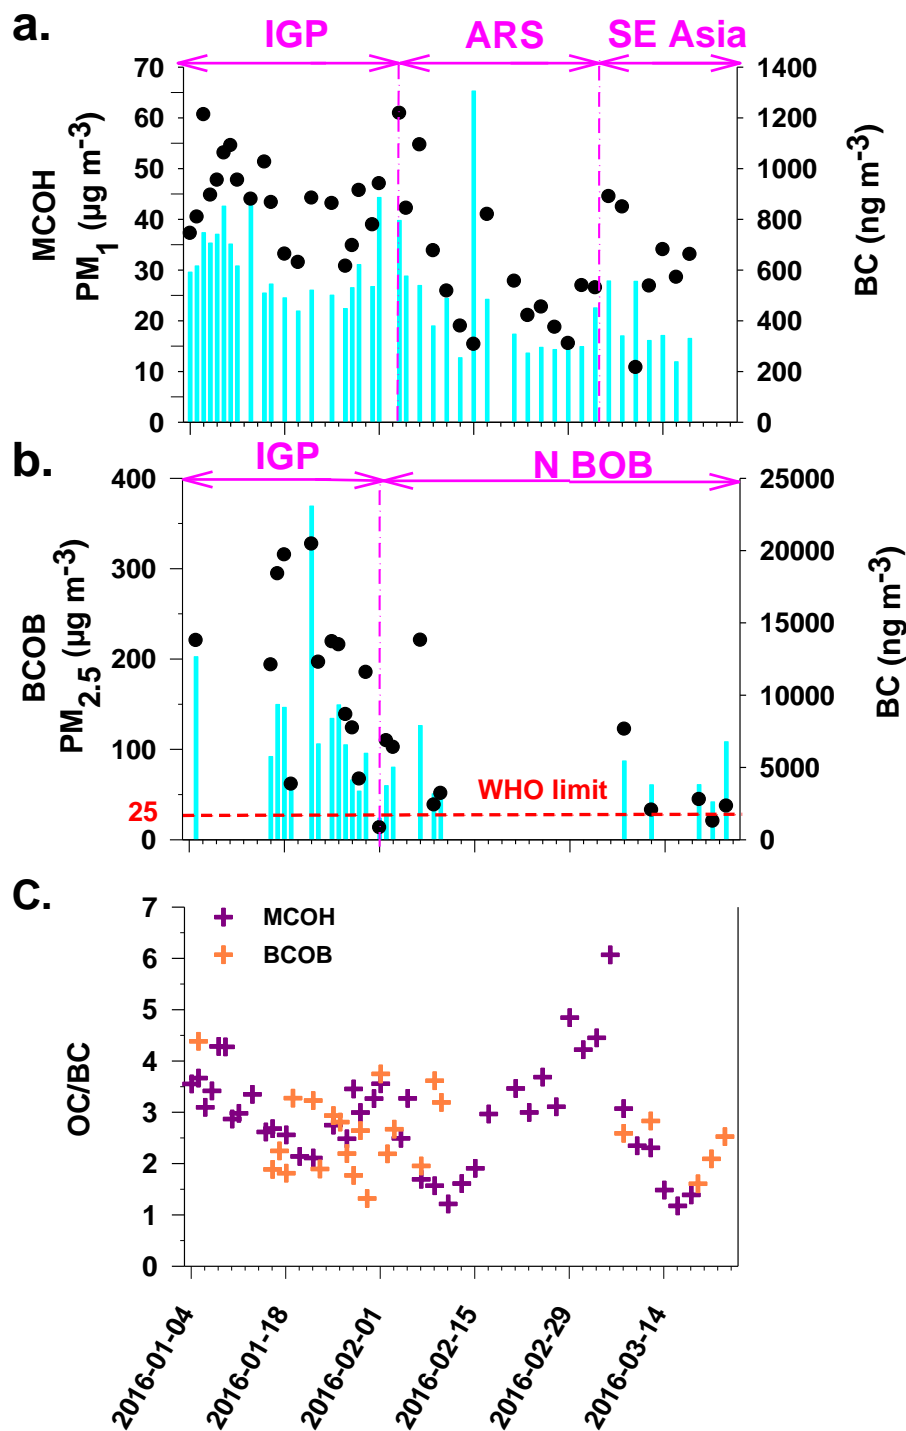 a.
IGP ARS SE Asia
70 1400
60 1200
50 1000
40 800
30 600
20 400
10 200
0 0
MCOH
PM1 (µg m-3)
BC (ng m-3)
b.
IGP N BOB
400 25000
300 20000
200 15000
100 10000
0 5000
0
BCOB
PM2.5 (µg m-3)
BC (ng m-3)
WHO limit
25
C.
7
6
5
4
3
2
1
0
OC/BC
MCOH
BCOB
2016-01-04
2016-01-18
2016-02-01
2016-02-15
2016-02-29
2016-03-14